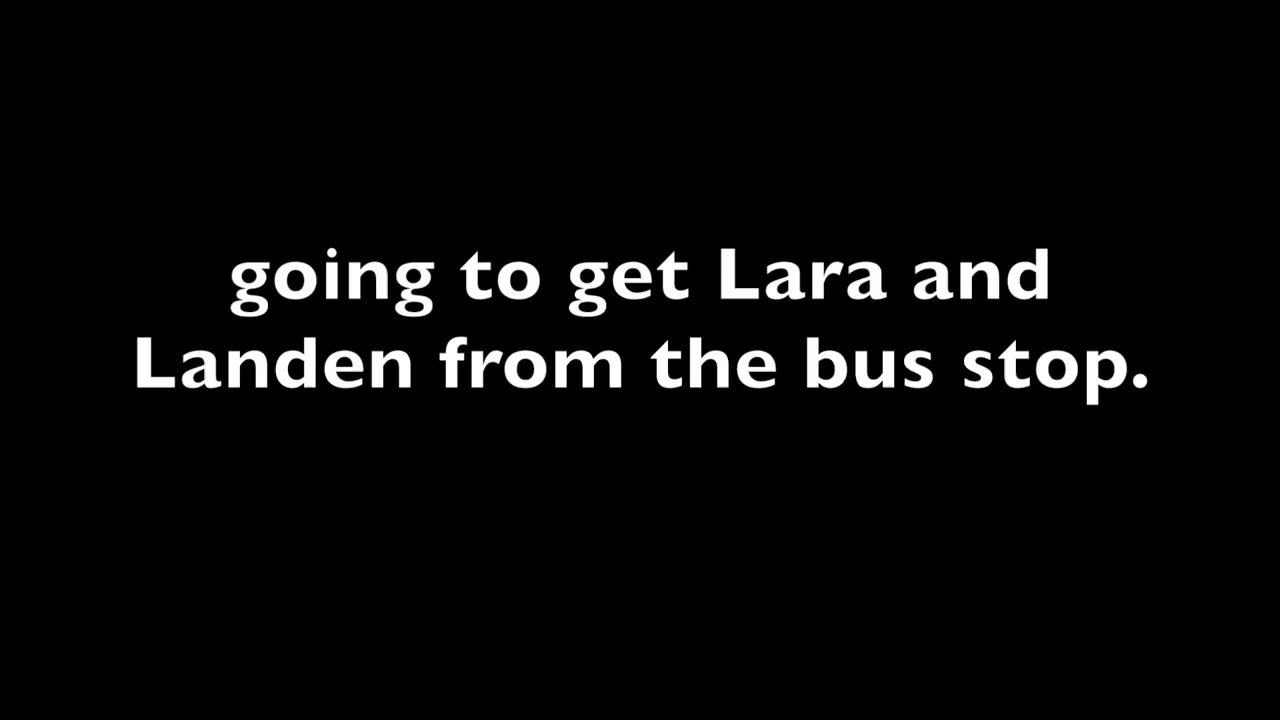 going to get Lara and
Landen from the bus stop.